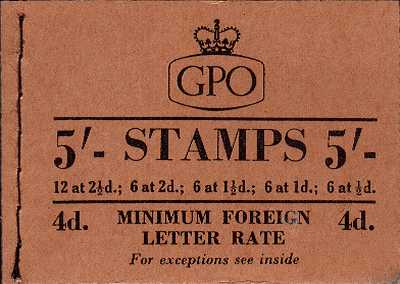 GPO
5/- STAMPS 5/-
12 at 2½d.; 6 at 2d.; 6 at 1½d.; 6 at 1d.; 6 at ½d.
4d. MINIMUM FOREIGN 4d.
LETTER RATE
For exceptions see inside